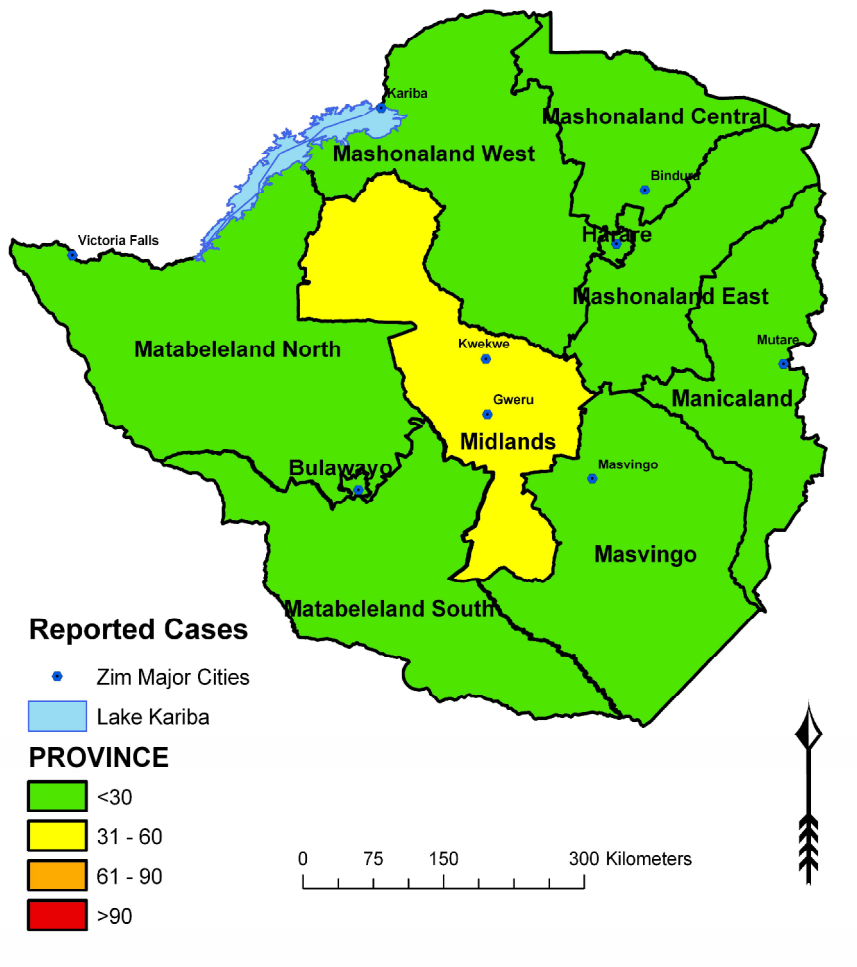 Kariba
Mashonaland Central
Mashonaland West
Bindura
Harare
Victoria Falls
Mashonaland East
Matabeleland North
Kwekwe
Mutare
Gweru
Manicaland
Midlands
Bulawayo
Masvingo
Masvingo
Matabeleland South
Reported Cases
Zim Major Cities
Lake Kariba
PROVINCE
<30
31 - 60
61 - 90
>90
0 75 150 300 Kilometers